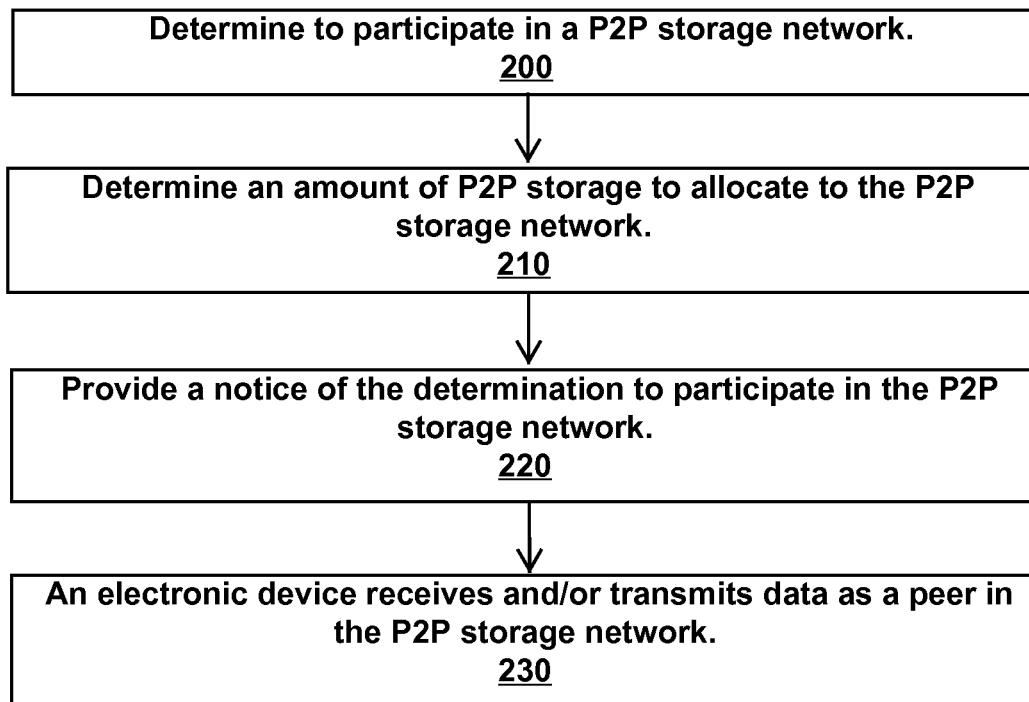 Determine to participate in a P2P storage network.
200
Determine an amount of P2P storage to allocate to the P2P
storage network.
210
Provide a notice of the determination to participate in the P2P
storage network.
220
An electronic device receives and/or transmits data as a peer in
the P2P storage network.
230